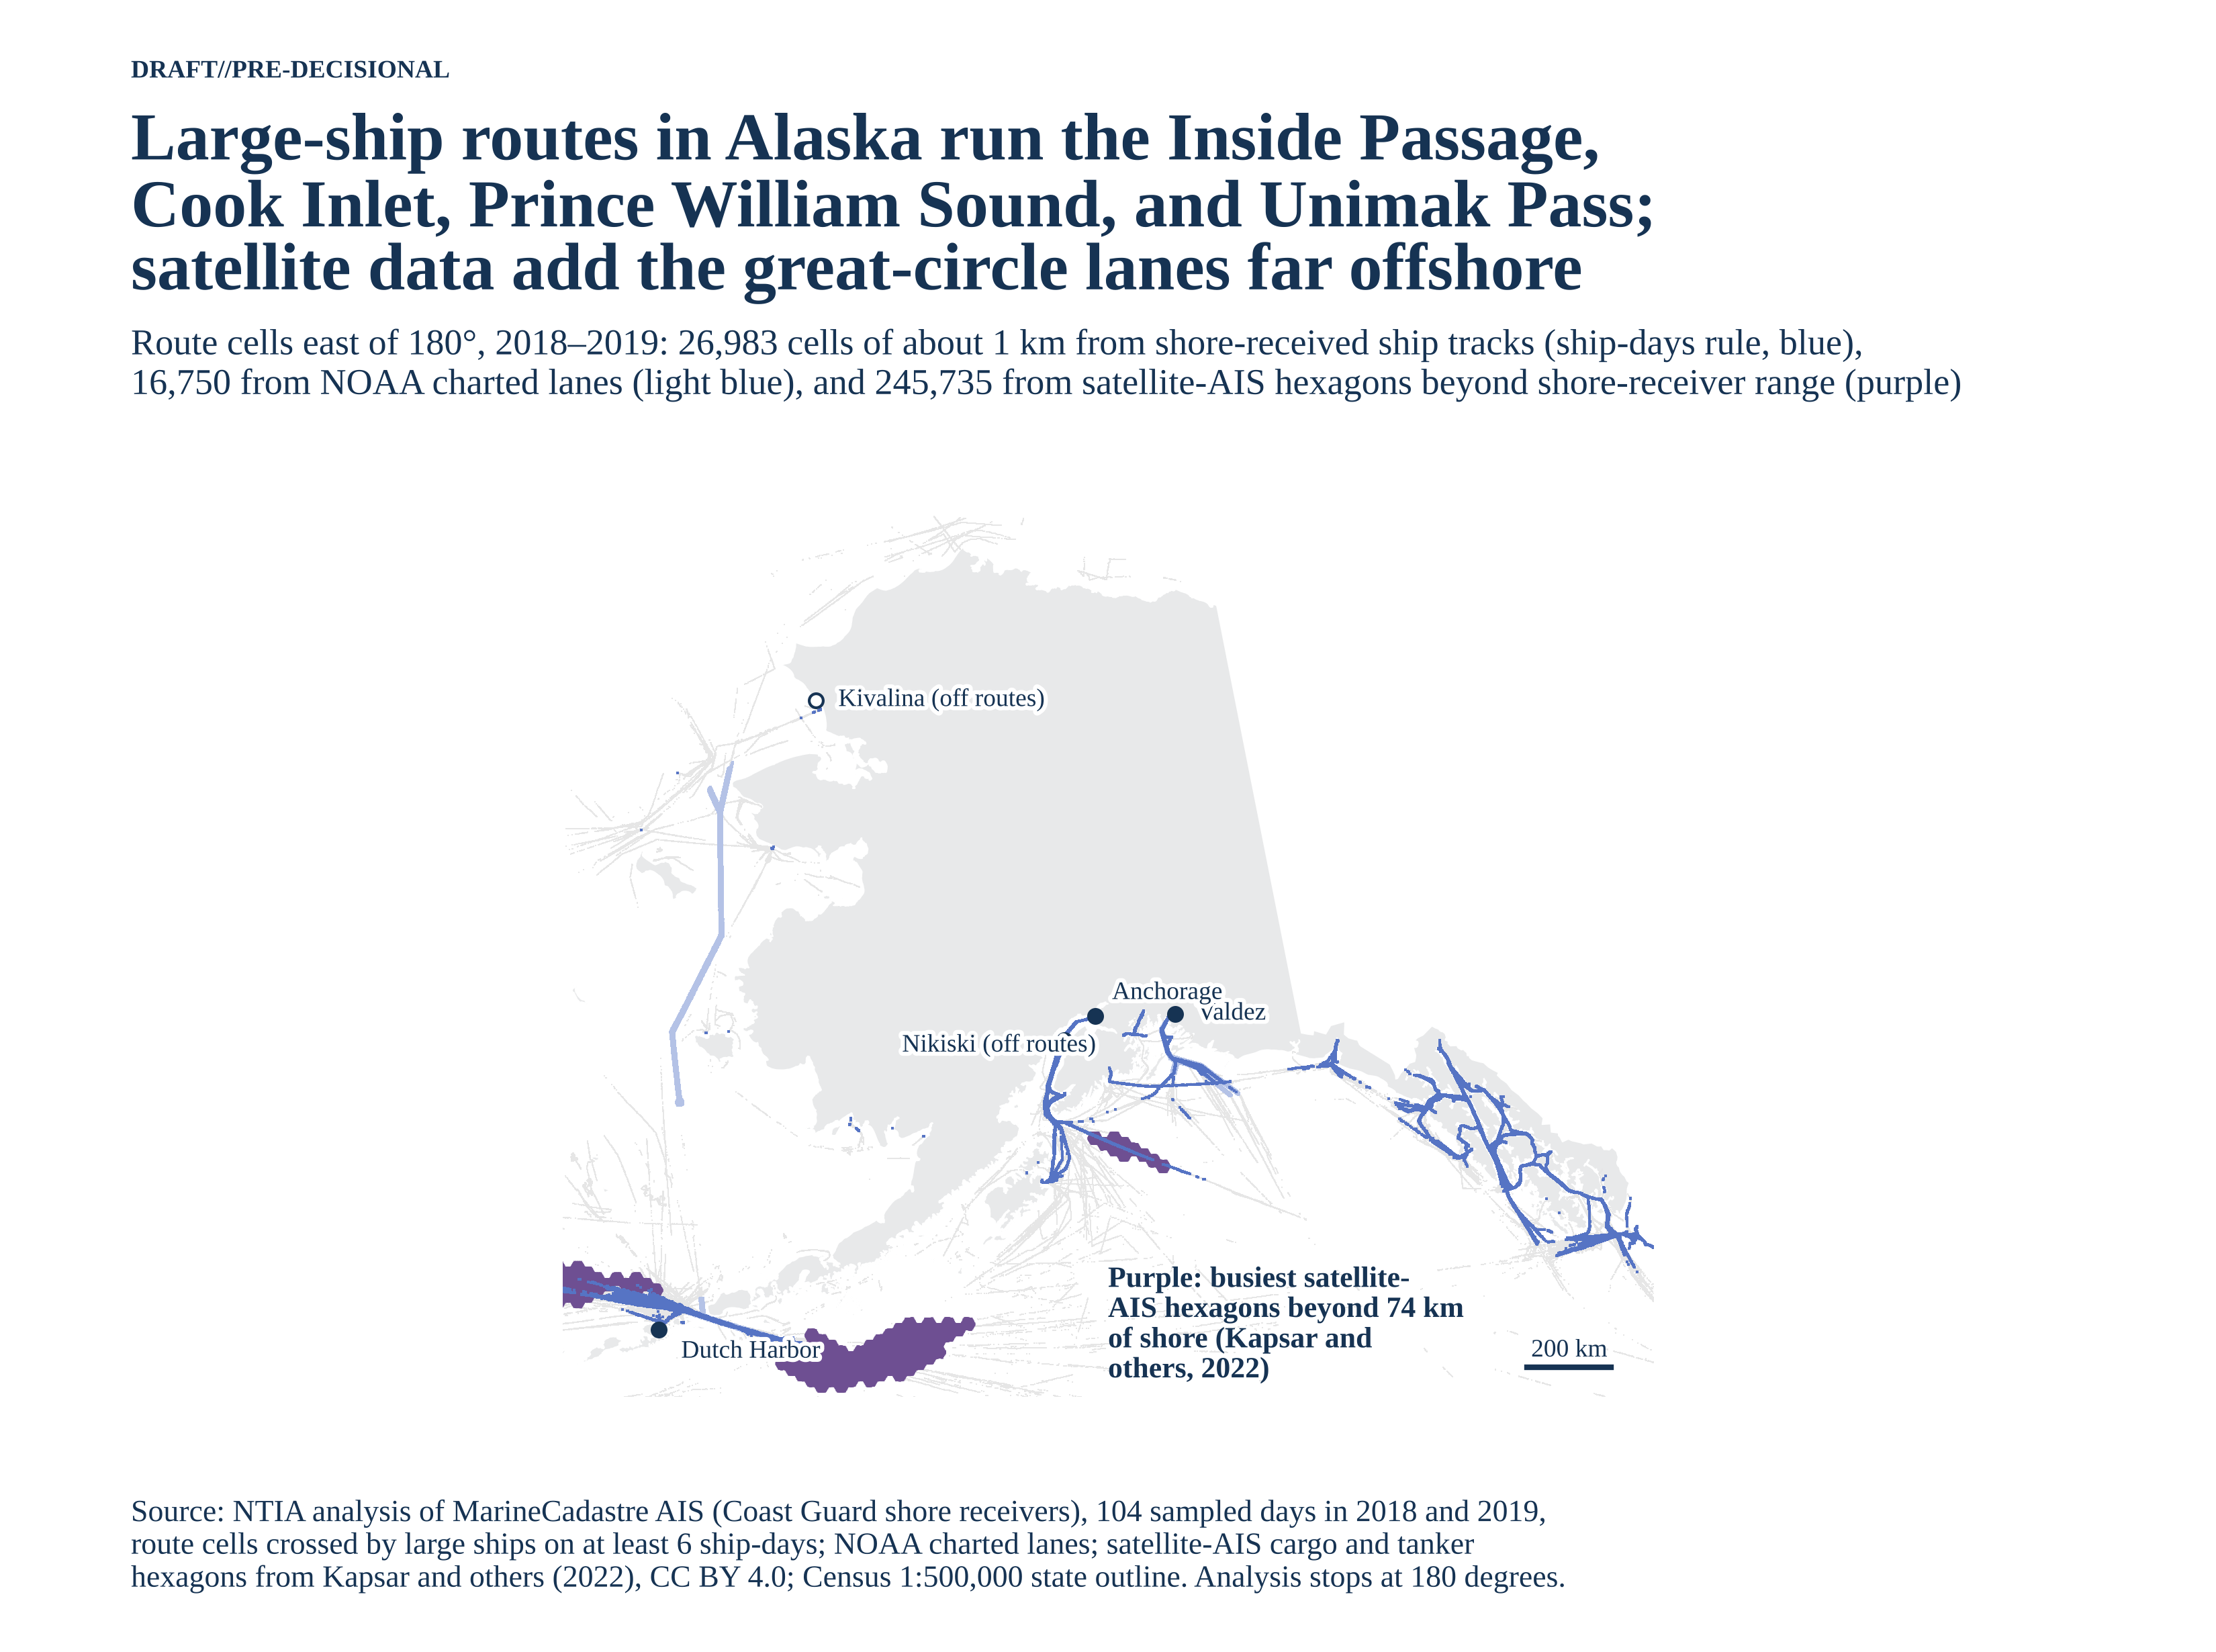 DRAFT//PRE-DECISIONAL
Large-ship routes in Alaska run the Inside Passage,
Cook Inlet, Prince William Sound, and Unimak Pass;
satellite data add the great-circle lanes far offshore
Route cells east of 180°, 2018–2019: 26,983 cells of about 1 km from shore-received ship tracks (ship-days rule, blue),
16,750 from NOAA charted lanes (light blue), and 245,735 from satellite-AIS hexagons beyond shore-receiver range (purple)
Kivalina (off routes)
Anchorage
Valdez
Nikiski (off routes)
Purple: busiest satellite-
AIS hexagons beyond 74 km
of shore (Kapsar and
others, 2022)
200 km
Dutch Harbor
Source: NTIA analysis of MarineCadastre AIS (Coast Guard shore receivers), 104 sampled days in 2018 and 2019,
route cells crossed by large ships on at least 6 ship-days; NOAA charted lanes; satellite-AIS cargo and tanker
hexagons from Kapsar and others (2022), CC BY 4.0; Census 1:500,000 state outline. Analysis stops at 180 degrees.